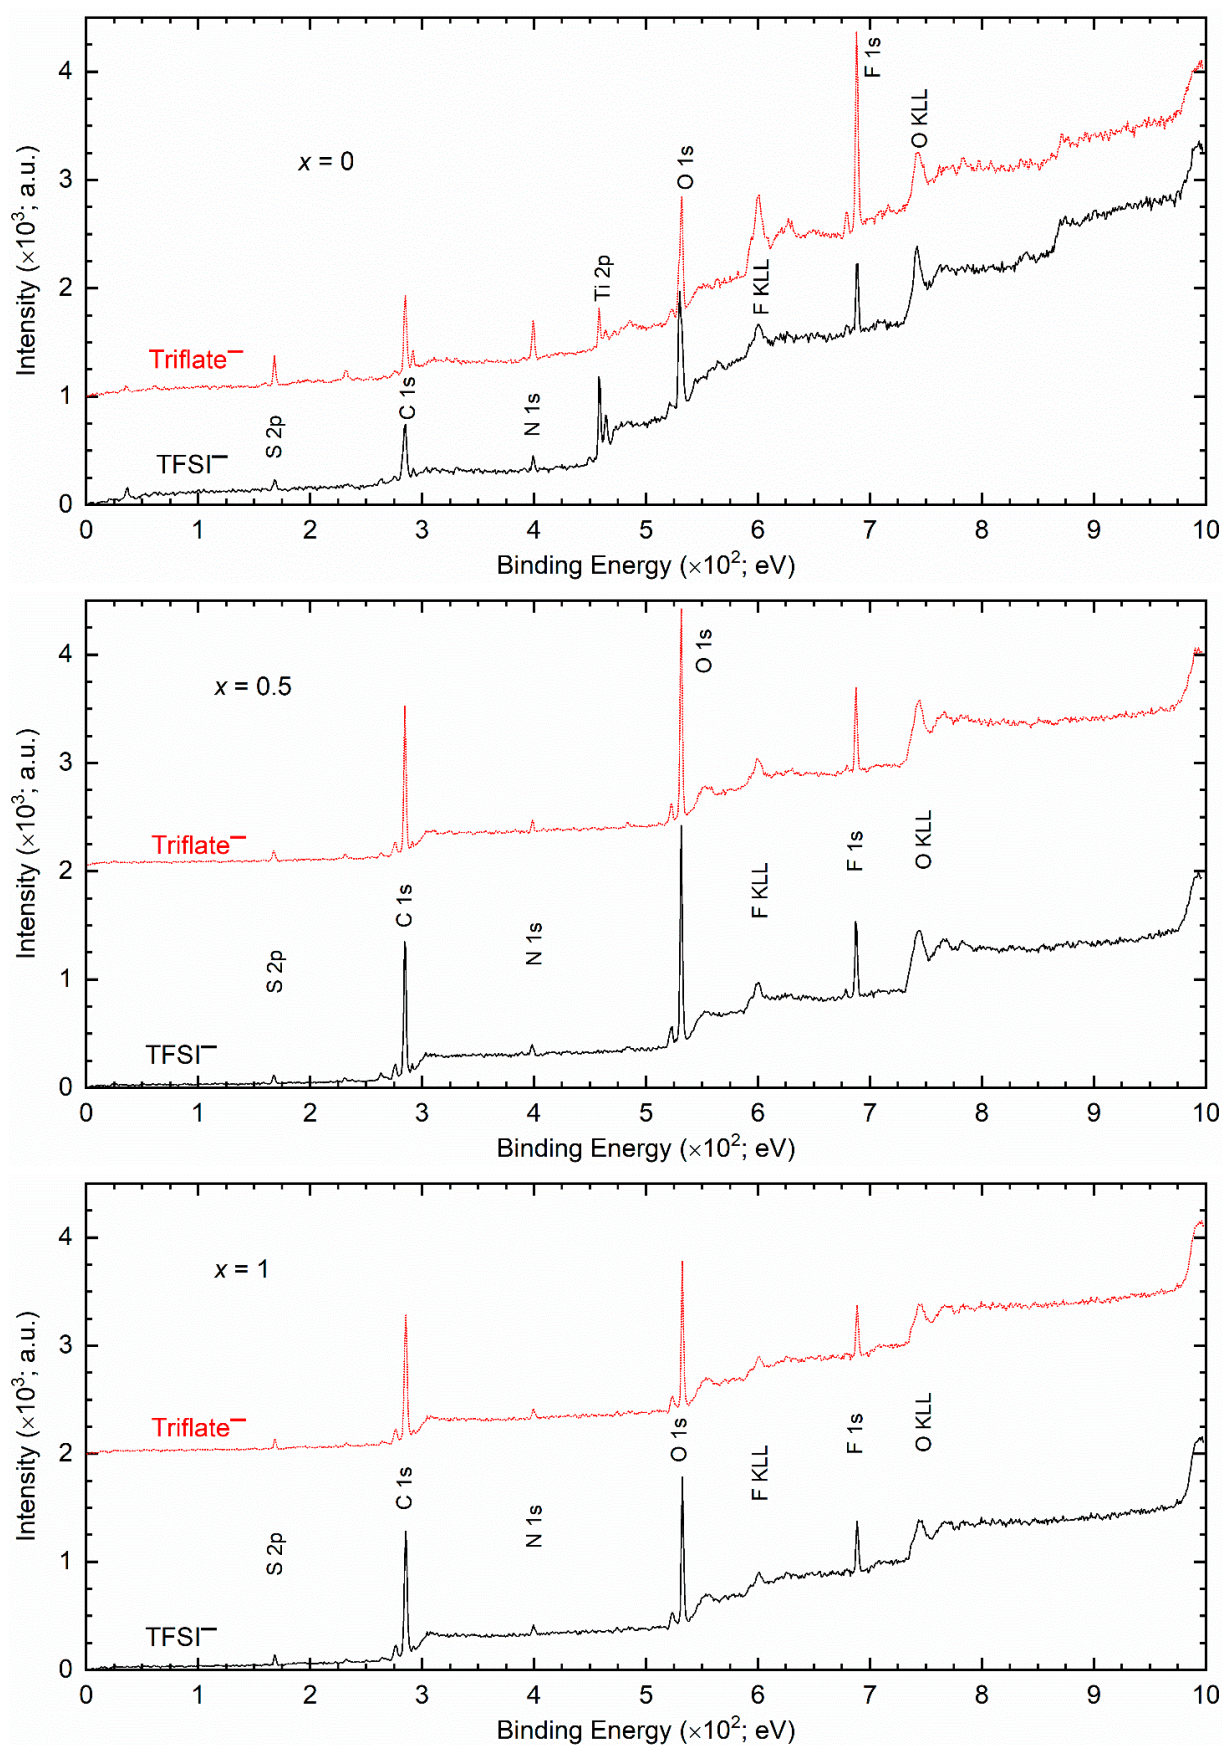 4
3
2
1
0
Intensity (×10³; a.u.)
x = 0
Triflate⁻
TFSI⁻
S 2p
C 1s
N 1s
Ti 2p
O 1s
F KLL
F 1s
O KLL
0 1 2 3 4 5 6 7 8 9 10
Binding Energy (×10²; eV)
4
3
2
1
0
Intensity (×10³; a.u.)
x = 0.5
Triflate⁻
TFSI⁻
S 2p
C 1s
N 1s
O 1s
F KLL
F 1s
O KLL
0 1 2 3 4 5 6 7 8 9 10
Binding Energy (×10²; eV)
4
3
2
1
0
Intensity (×10³; a.u.)
x = 1
Triflate⁻
TFSI⁻
S 2p
C 1s
N 1s
O 1s
F KLL
F 1s
O KLL
0 1 2 3 4 5 6 7 8 9 10
Binding Energy (×10²; eV)